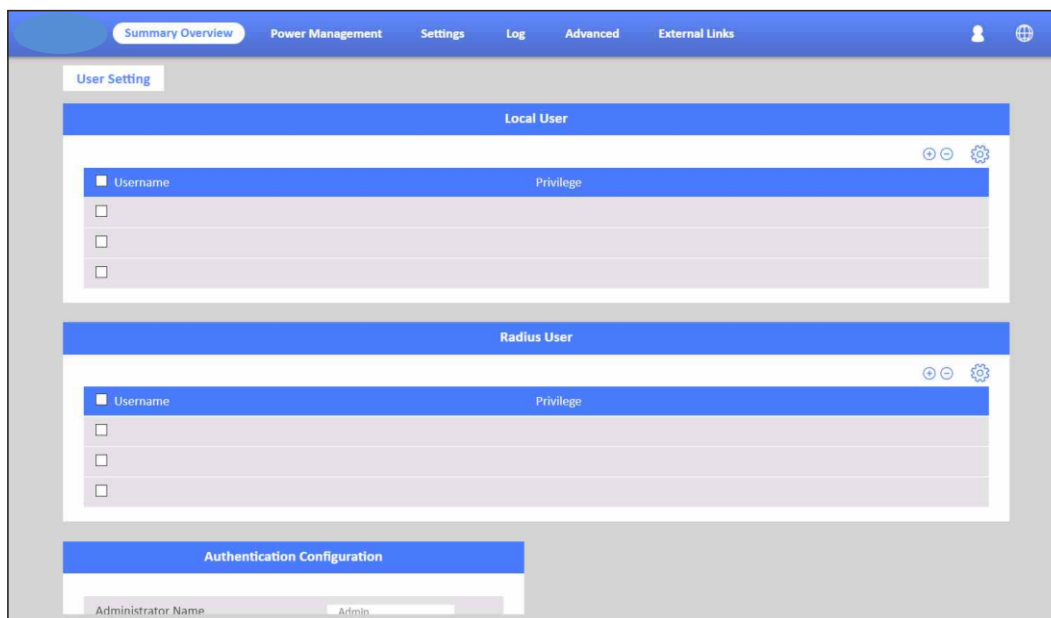 Summary Overview Power Management Settings Log Advanced External Links
User Setting
Local User
Username Privilege
Radius User
Username Privilege
Authentication Configuration
Administrator Name Admin